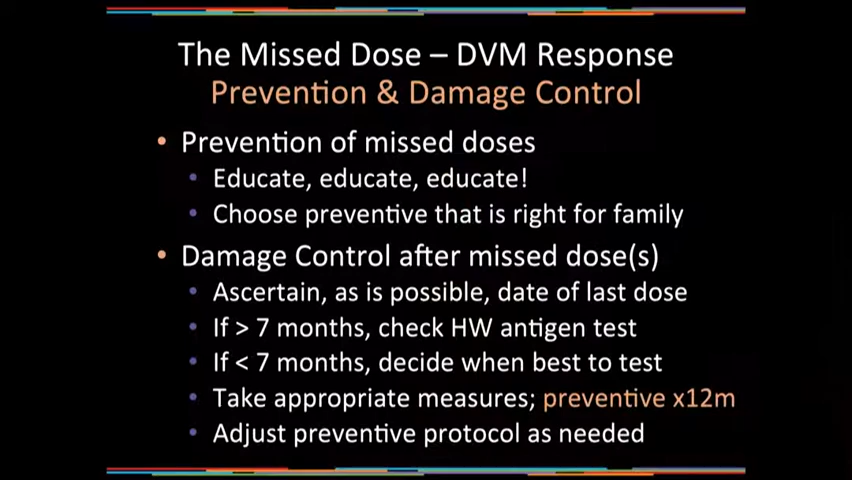 The Missed Dose – DVM Response
Prevention & Damage Control
• Prevention of missed doses
• Educate, educate, educate!
• Choose preventive that is right for family
• Damage Control after missed dose(s)
• Ascertain, as is possible, date of last dose
• If > 7 months, check HW antigen test
• If < 7 months, decide when best to test
• Take appropriate measures; preventive x12m
• Adjust preventive protocol as needed